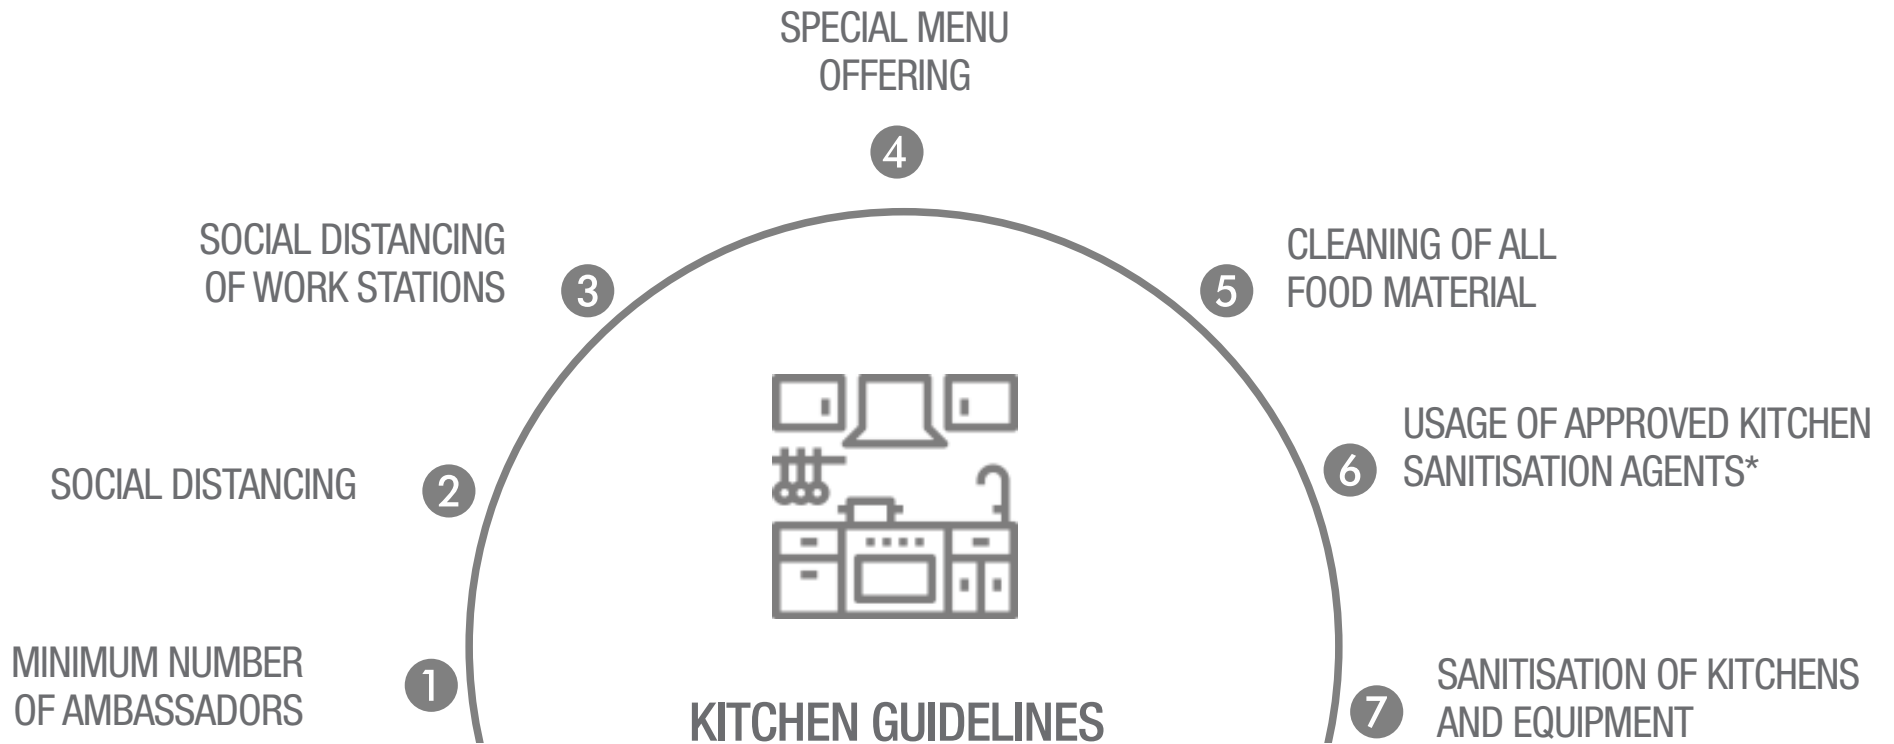 SPECIAL MENU
OFFERING
4
SOCIAL DISTANCING
OF WORK STATIONS
3
5
CLEANING OF ALL
FOOD MATERIAL
SOCIAL DISTANCING
2
6
USAGE OF APPROVED KITCHEN
SANITISATION AGENTS*
MINIMUM NUMBER
OF AMBASSADORS
1
KITCHEN GUIDELINES
7
SANITISATION OF KITCHENS
AND EQUIPMENT